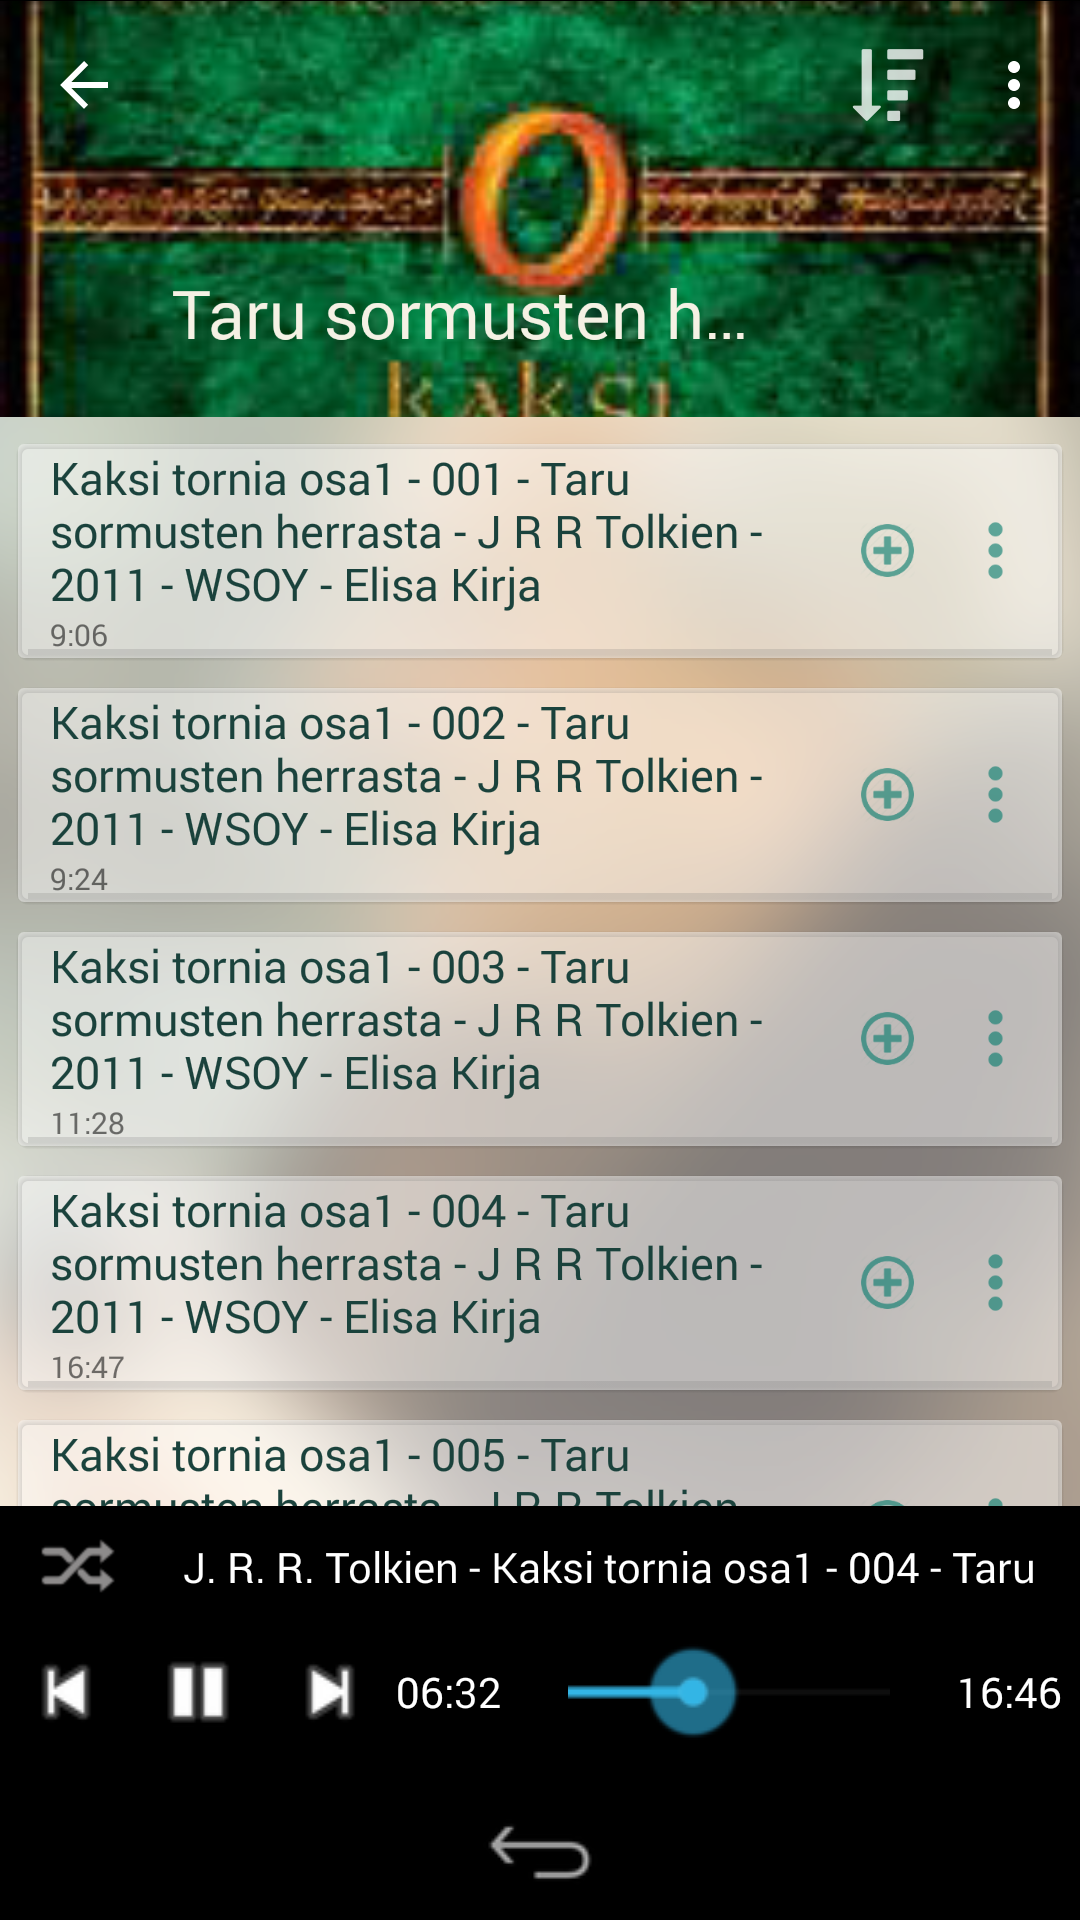 Taru sormusten h...
kaksi
Kaksi tornia osa1 - 001 - Taru
sormusten herrasta - J R R Tolkien -
2011 - WSOY - Elisa Kirja
9:06
Kaksi tornia osa1 - 002 - Taru
sormusten herrasta - J R R Tolkien -
2011 - WSOY - Elisa Kirja
9:24
Kaksi tornia osa1 - 003 - Taru
sormusten herrasta - J R R Tolkien -
2011 - WSOY - Elisa Kirja
11:28
Kaksi tornia osa1 - 004 - Taru
sormusten herrasta - J R R Tolkien -
2011 - WSOY - Elisa Kirja
16:47
Kaksi tornia osa1 - 005 - Taru
sormusten herrasta - J R R Tolkien -
J. R. R. Tolkien - Kaksi tornia osa1 - 004 - Taru
06:32
16:46